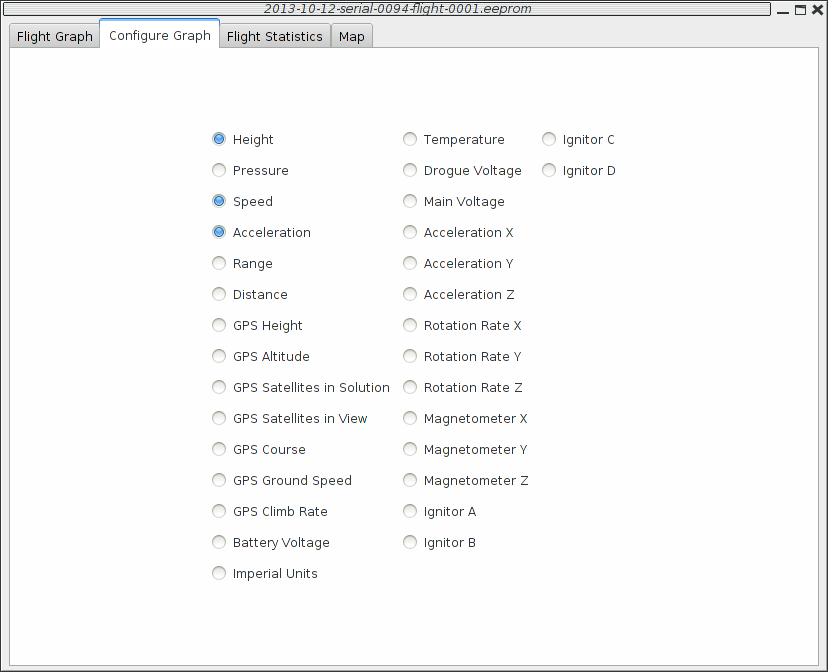 2013-10-12-serial-0094-flight-0001.eeprom
Flight Graph
Configure Graph
Flight Statistics
Map
Height
Pressure
Speed
Acceleration
Range
Distance
GPS Height
GPS Altitude
GPS Satellites in Solution
GPS Satellites in View
GPS Course
GPS Ground Speed
GPS Climb Rate
Battery Voltage
Imperial Units
Temperature
Drogue Voltage
Main Voltage
Acceleration X
Acceleration Y
Acceleration Z
Rotation Rate X
Rotation Rate Y
Rotation Rate Z
Magnetometer X
Magnetometer Y
Magnetometer Z
Ignitor A
Ignitor B
Ignitor C
Ignitor D